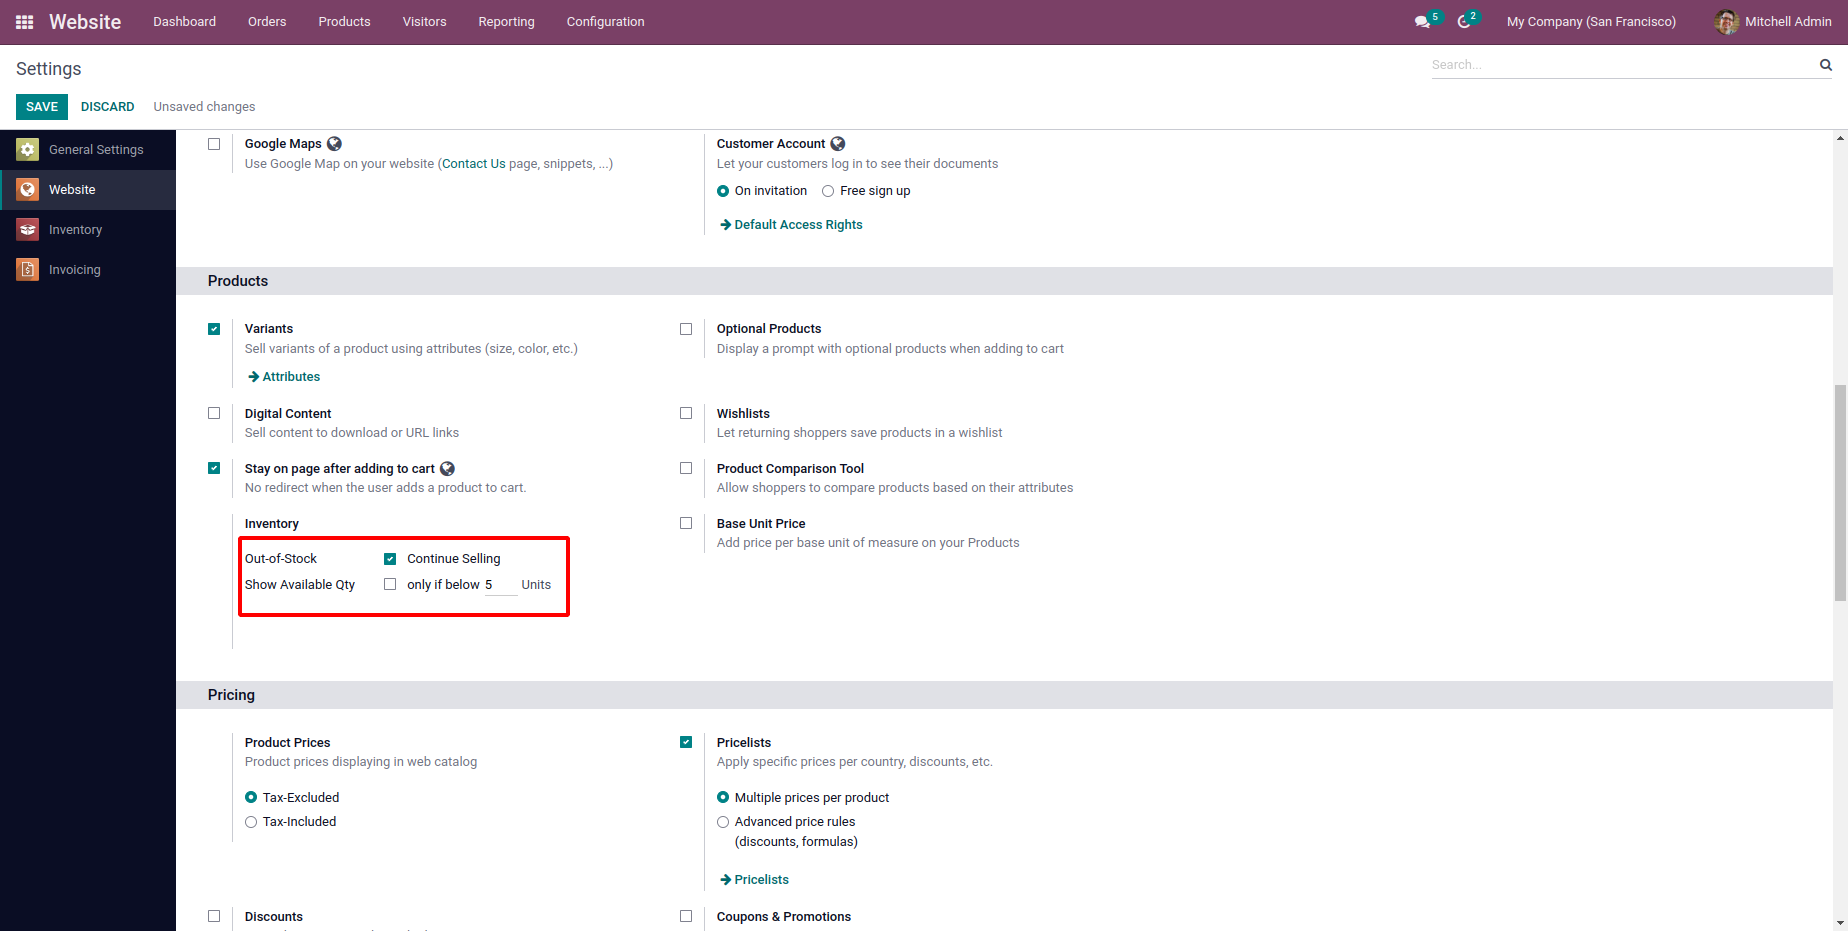 Website Dashboard Orders Products Visitors Reporting Configuration 5 2 My Company (San Francisco) Mitchell Admin
Settings Search...
SAVE DISCARD Unsaved changes
General Settings
Website
Inventory
Invoicing
Google Maps
Use Google Map on your website (Contact Us page, snippets, ...)
Customer Account
Let your customers log in to see their documents
On invitation Free sign up
Default Access Rights
Products
Variants
Sell variants of a product using attributes (size, color, etc.)
Attributes
Optional Products
Display a prompt with optional products when adding to cart
Digital Content
Sell content to download or URL links
Wishlists
Let returning shoppers save products in a wishlist
Stay on page after adding to cart
No redirect when the user adds a product to cart.
Product Comparison Tool
Allow shoppers to compare products based on their attributes
Inventory
Out-of-Stock Continue Selling
Show Available Qty only if below 5 Units
Base Unit Price
Add price per base unit of measure on your Products
Pricing
Product Prices
Product prices displaying in web catalog
Tax-Excluded
Tax-Included
Pricelists
Apply specific prices per country, discounts, etc.
Multiple prices per product
Advanced price rules
(discounts, formulas)
Pricelists
Discounts
Coupons & Promotions